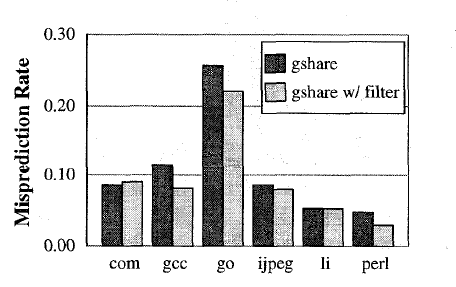 0.30
gshare
gshare w/ filter
0.20
0.10
0.00
Misprediction Rate
com gcc go ijpeg li perl